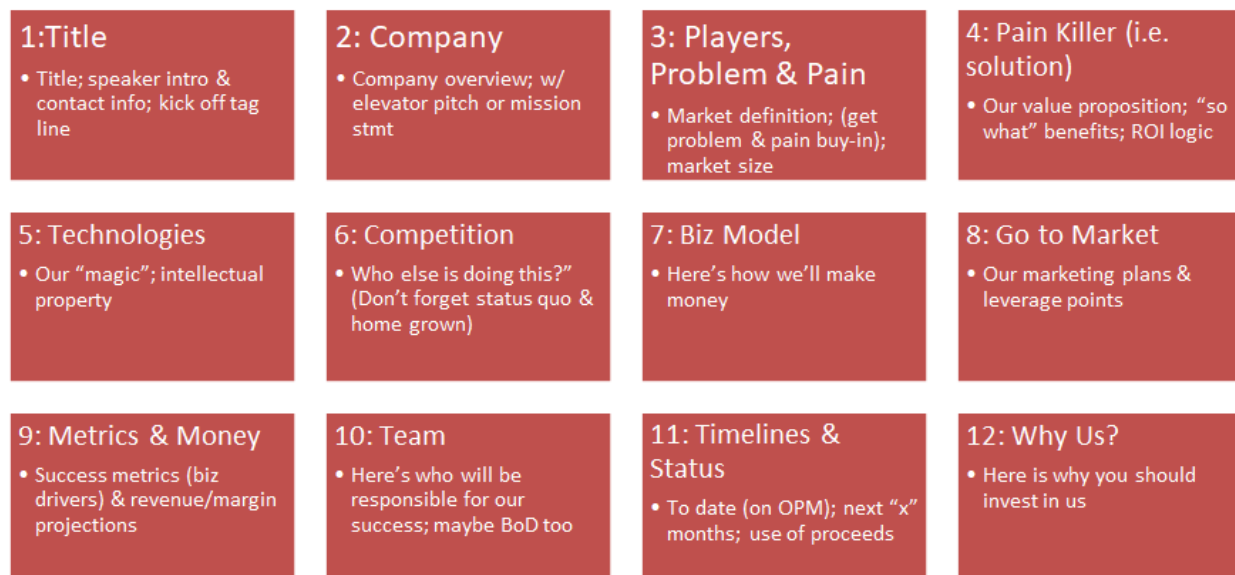 1:Title
• Title; speaker intro &
contact info; kick off tag
line
2: Company
• Company overview; w/
elevator pitch or mission
stmt
3: Players,
Problem & Pain
• Market definition; (get
problem & pain buy-in);
market size
4: Pain Killer (i.e.
solution)
• Our value proposition; “so
what” benefits; ROI logic
5: Technologies
• Our “magic”; intellectual
property
6: Competition
• Who else is doing this?”
(Don’t forget status quo &
home grown)
7: Biz Model
• Here’s how we’ll make
money
8: Go to Market
• Our marketing plans &
leverage points
9: Metrics & Money
• Success metrics (biz
drivers) & revenue/margin
projections
10: Team
• Here’s who will be
responsible for our
success; maybe BoD too
11: Timelines &
Status
• To date (on OPM); next “x”
months; use of proceeds
12: Why Us?
• Here is why you should
invest in us